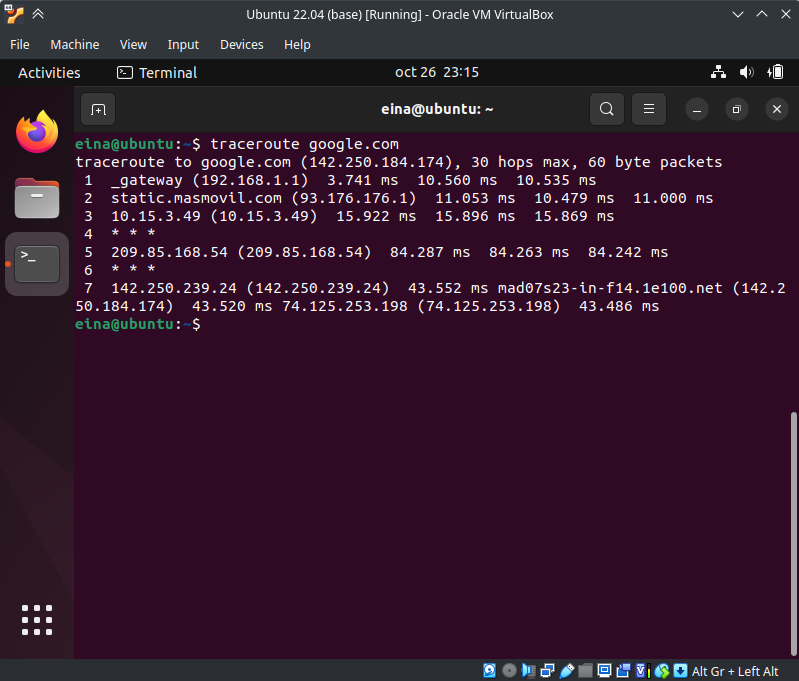 Ubuntu 22.04 (base) [Running] - Oracle VM VirtualBox
File Machine View Input Devices Help
Activities Terminal oct 26 23:15
eina@ubuntu: ~
eina@ubuntu:~$ traceroute google.com
traceroute to google.com (142.250.184.174), 30 hops max, 60 byte packets
1 _gateway (192.168.1.1) 3.741 ms 10.560 ms 10.535 ms
2 static.masmovil.com (93.176.176.1) 11.053 ms 10.479 ms 11.000 ms
3 10.15.3.49 (10.15.3.49) 15.922 ms 15.896 ms 15.869 ms
4 * * *
5 209.85.168.54 (209.85.168.54) 84.287 ms 84.263 ms 84.242 ms
6 * * *
7 142.250.239.24 (142.250.239.24) 43.552 ms mad07s23-in-f14.1e100.net (142.2
50.184.174) 43.520 ms 74.125.253.198 (74.125.253.198) 43.486 ms
eina@ubuntu:~$
Alt Gr + Left Alt